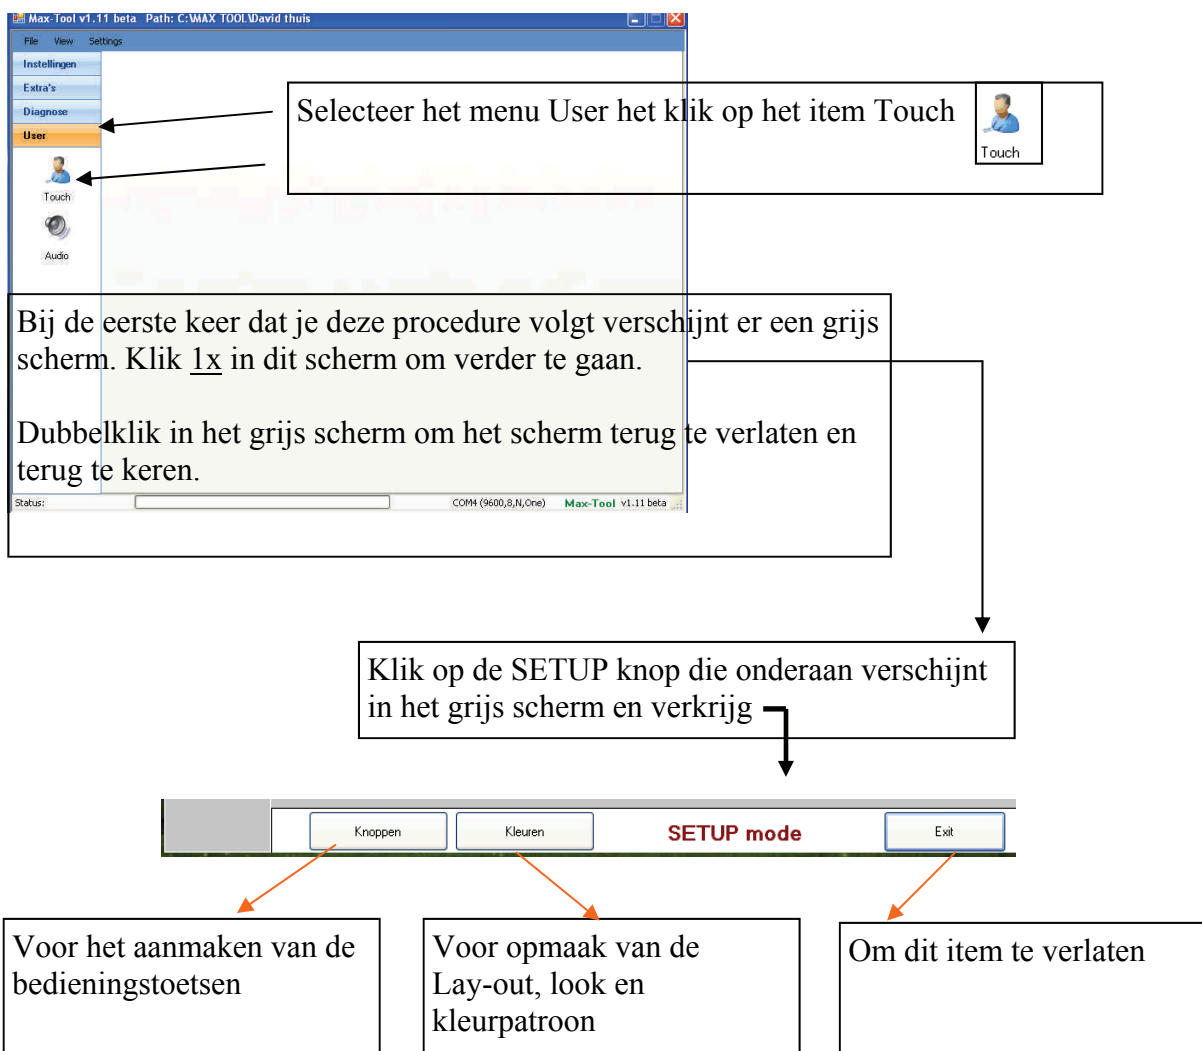 Max-Tool v1.11 beta   Path: C:\MAX TOOL\David thuis
File View Settings
Instellingen
Extra's
Diagnose
User
Touch
Audio
Selecteer het menu User het klik op het item Touch
Touch
Bij de eerste keer dat je deze procedure volgt verschijnt er een grijs
scherm. Klik 1x in dit scherm om verder te gaan.
Dubbelklik in het grijs scherm om het scherm terug te verlaten en
terug te keren.
Status: COM4 (9600,8,N,One) Max-Tool v1.11 beta
Klik op de SETUP knop die onderaan verschijnt
in het grijs scherm en verkrijg
Knoppen Kleuren SETUP mode Exit
Voor het aanmaken van de
bedieningstoetsen
Voor opmaak van de
Lay-out, look en
kleurpatroon
Om dit item te verlaten